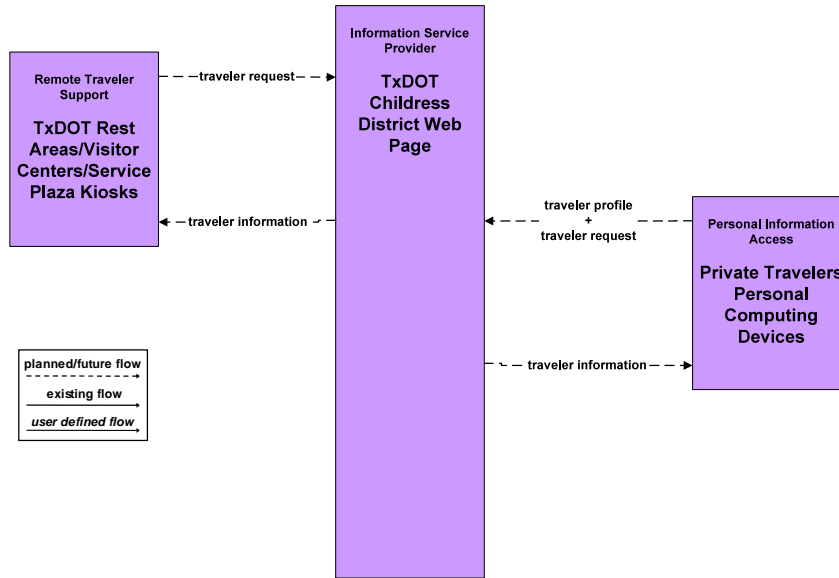 Remote Traveler
Support
TxDOT Rest
Areas/Visitor
Centers/Service
Plaza Kiosks
traveler request
traveler information
Information Service
Provider
TxDOT
Childress
District Web
Page
traveler profile
+
traveler request
traveler information
Personal Information
Access
Private Travelers
Personal
Computing
Devices
planned/future flow
existing flow
user defined flow